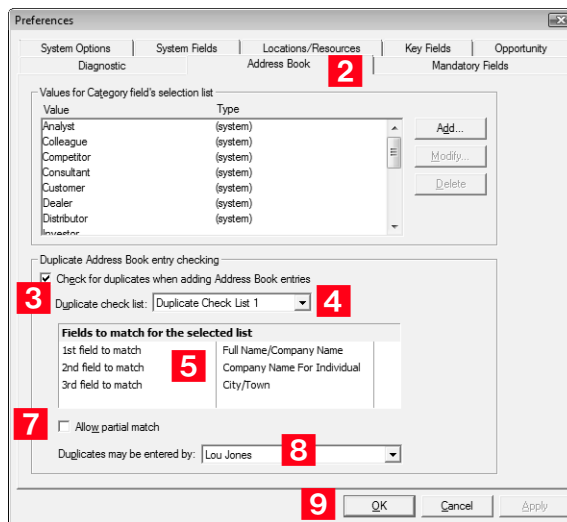 Preferences
System Options System Fields Locations/Resources Key Fields Opportunity
Diagnostic Address Book 2 Mandatory Fields
Values for Category field's selection list
Value Type
Analyst (system) Add...
Colleague (system)
Competitor (system) Modify...
Consultant (system)
Customer (system) Delete
Dealer (system)
Distributor (system)
Investor
Duplicate Address Book entry checking
Check for duplicates when adding Address Book entries
3 Duplicate check list: Duplicate Check List 1 4
Fields to match for the selected list
1st field to match Full Name/Company Name
2nd field to match 5 Company Name For Individual
3rd field to match City/Town
7 Allow partial match
Duplicates may be entered by: Lou Jones 8
9 OK Cancel Apply